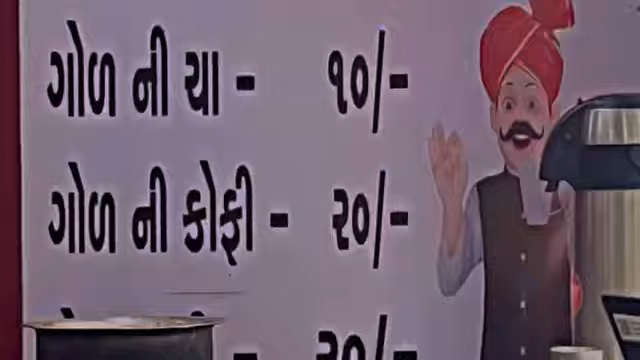 ગોળ ની ચા - ૧૦/-
ગોળ ની કોફી - ૨૦/-